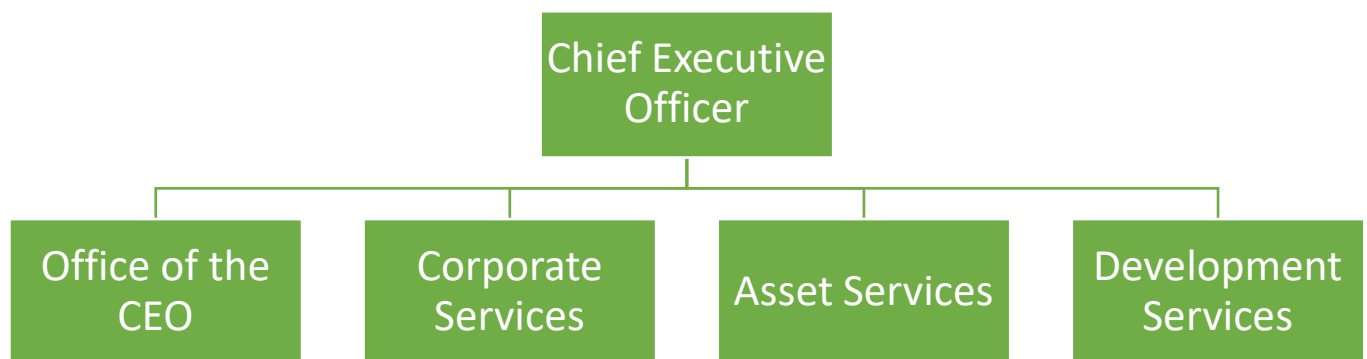 Chief Executive
Officer
Office of the
CEO
Corporate
Services
Asset Services
Development
Services